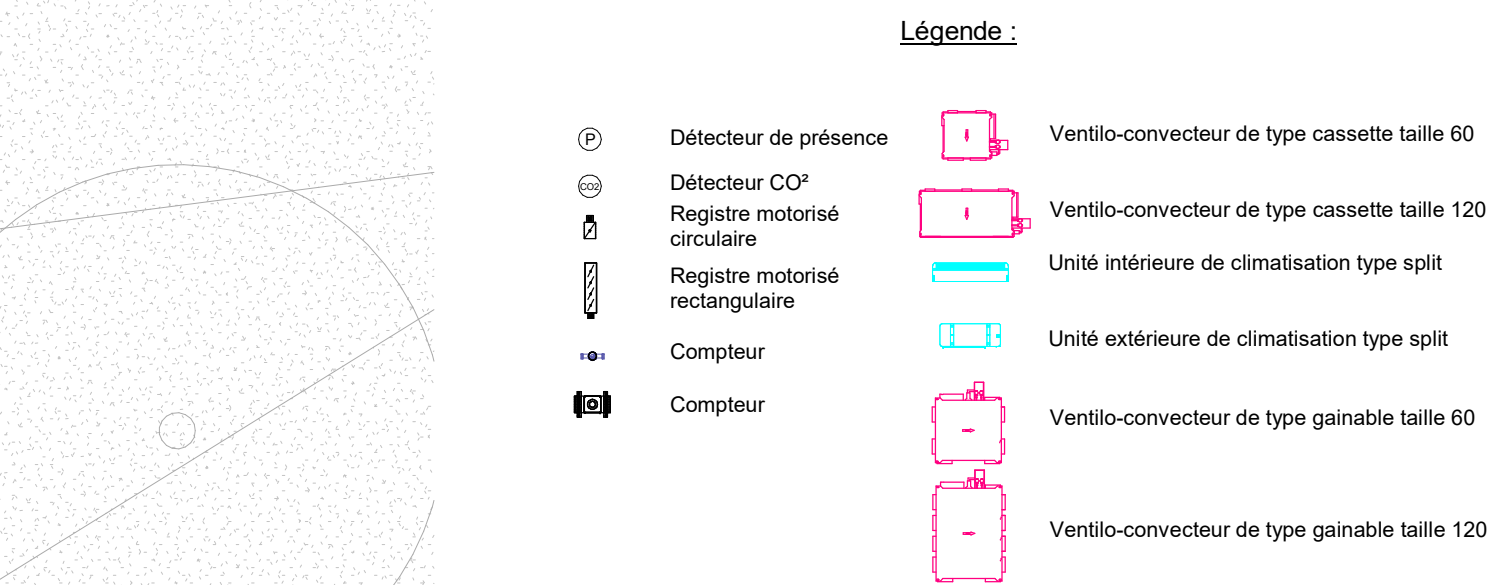 Légende :
P
Détecteur de présence
CO2
Détecteur CO²
Registre motorisé
circulaire
Registre motorisé
rectangulaire
Compteur
Compteur
Ventilo-convecteur de type cassette taille 60
Ventilo-convecteur de type cassette taille 120
Unité intérieure de climatisation type split
Unité extérieure de climatisation type split
Ventilo-convecteur de type gainable taille 60
Ventilo-convecteur de type gainable taille 120